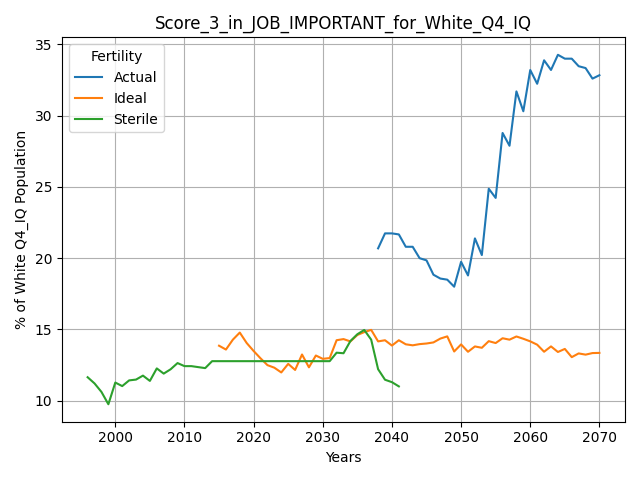 Score_3_in_JOB_IMPORTANT_for_White_Q4_IQ
Fertility
Actual
Ideal
Sterile
% of White Q4_IQ Population
35
30
25
20
15
10
2000 2010 2020 2030 2040 2050 2060 2070
Years